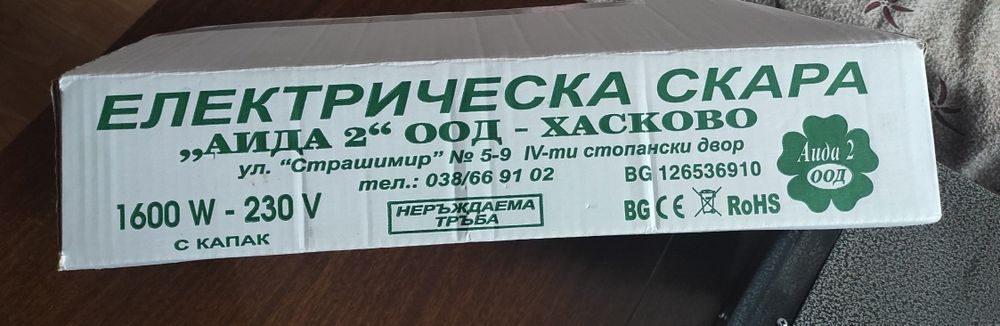 ЕЛЕКТРИЧЕСКА СКАРА
„АИДА 2“ ООД - ХАСКОВО
ул. “Страшимир” № 5-9 IV-ти стопански двор
тел.: 038/66 91 02
BG 126536910
1600 W - 230 V
С КАПАК
НЕРЪЖДАЕМА
ТРЪБА
BG CE RoHS
Аида 2
ООД